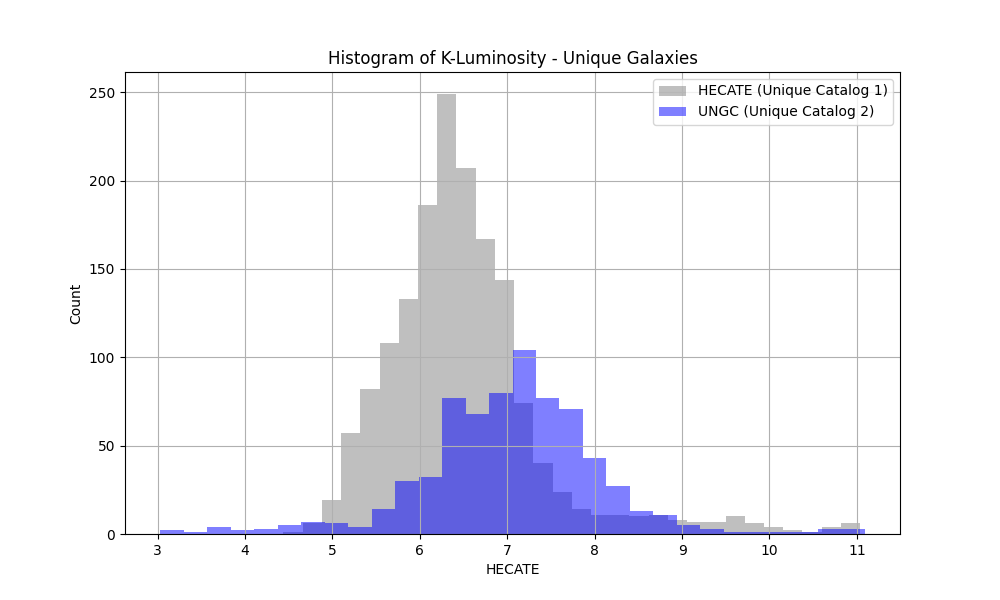 Histogram of K-Luminosity - Unique Galaxies
HECATE (Unique Catalog 1)
UNGC (Unique Catalog 2)
250
200
150
100
50
0
Count
3 4 5 6 7 8 9 10 11
HECATE